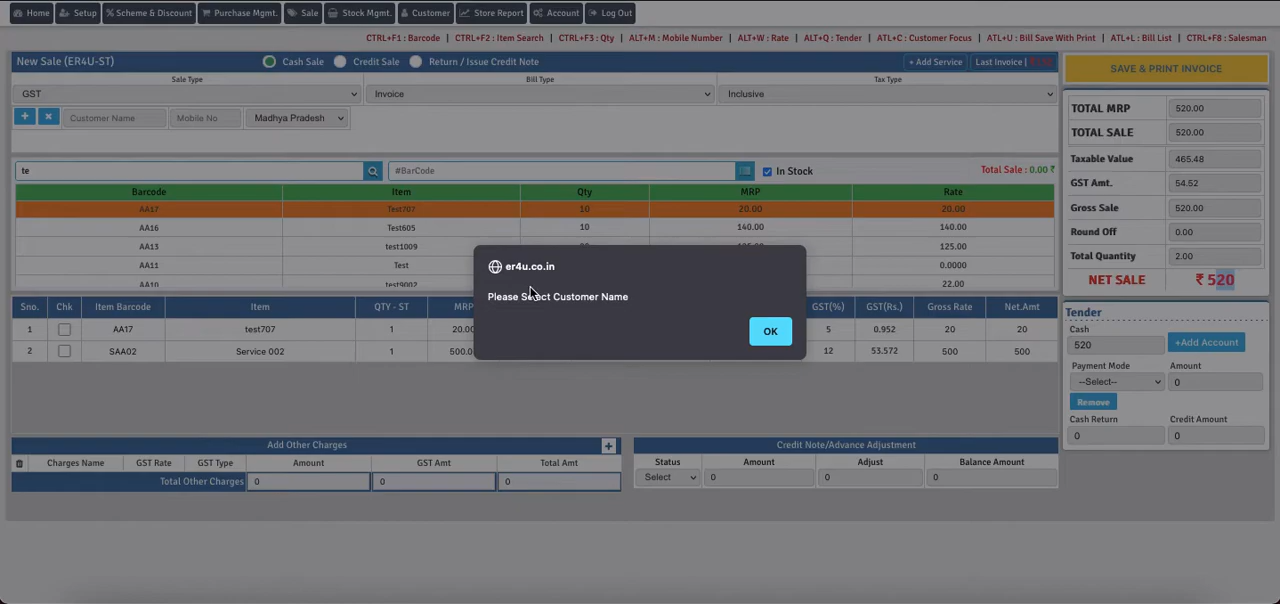 Home Setup % Scheme & Discount Purchase Mgmt. Sale Stock Mgmt. Customer Store Report Account Log Out
CTRL+F1 : Barcode | CTRL+F2 : Item Search | CTRL+F3 : Qty | ALT+M : Mobile Number | ALT+W : Rate | ALT+Q : Tender | ATL+C : Customer Focus | ATL+U : Bill Save With Print | ATL+L : Bill List | CTRL+F8 : Salesman
New Sale (ER4U-ST) Cash Sale Credit Sale Return / Issue Credit Note + Add Service Last Invoice |
Sale Type Bill Type Tax Type
GST Invoice Inclusive
Customer Name Mobile No Madhya Pradesh
te #BarCode In Stock Total Sale : 0.00 ₹
Barcode Item Qty MRP Rate
AA17 Test707 10 20.00 20.00
AA16 Test605 10 140.00 140.00
AA13 test1009 125.00
AA11 Test 0.0000
AA10 test9002 22.00
er4u.co.in
Please Select Customer Name
OK
Sno. Chk Item Barcode Item QTY - ST MRP GST(%) GST(Rs.) Gross Rate Net.Amt
1 AA17 test707 1 20.00 5 0.952 20 20
2 SAA02 Service 002 1 500.0 12 53.572 500 500
Add Other Charges +
Charges Name GST Rate GST Type Amount GST Amt Total Amt
Total Other Charges 0 0 0
Credit Note/Advance Adjustment
Status Amount Adjust Balance Amount
Select 0 0 0
SAVE & PRINT INVOICE
TOTAL MRP 520.00
TOTAL SALE 520.00
Taxable Value 465.48
GST Amt. 54.52
Gross Sale 520.00
Round Off 0.00
Total Quantity 2.00
NET SALE ₹ 520
Tender
Cash
520 +Add Account
Payment Mode Amount
--Select-- 0
Remove
Cash Return Credit Amount
0 0